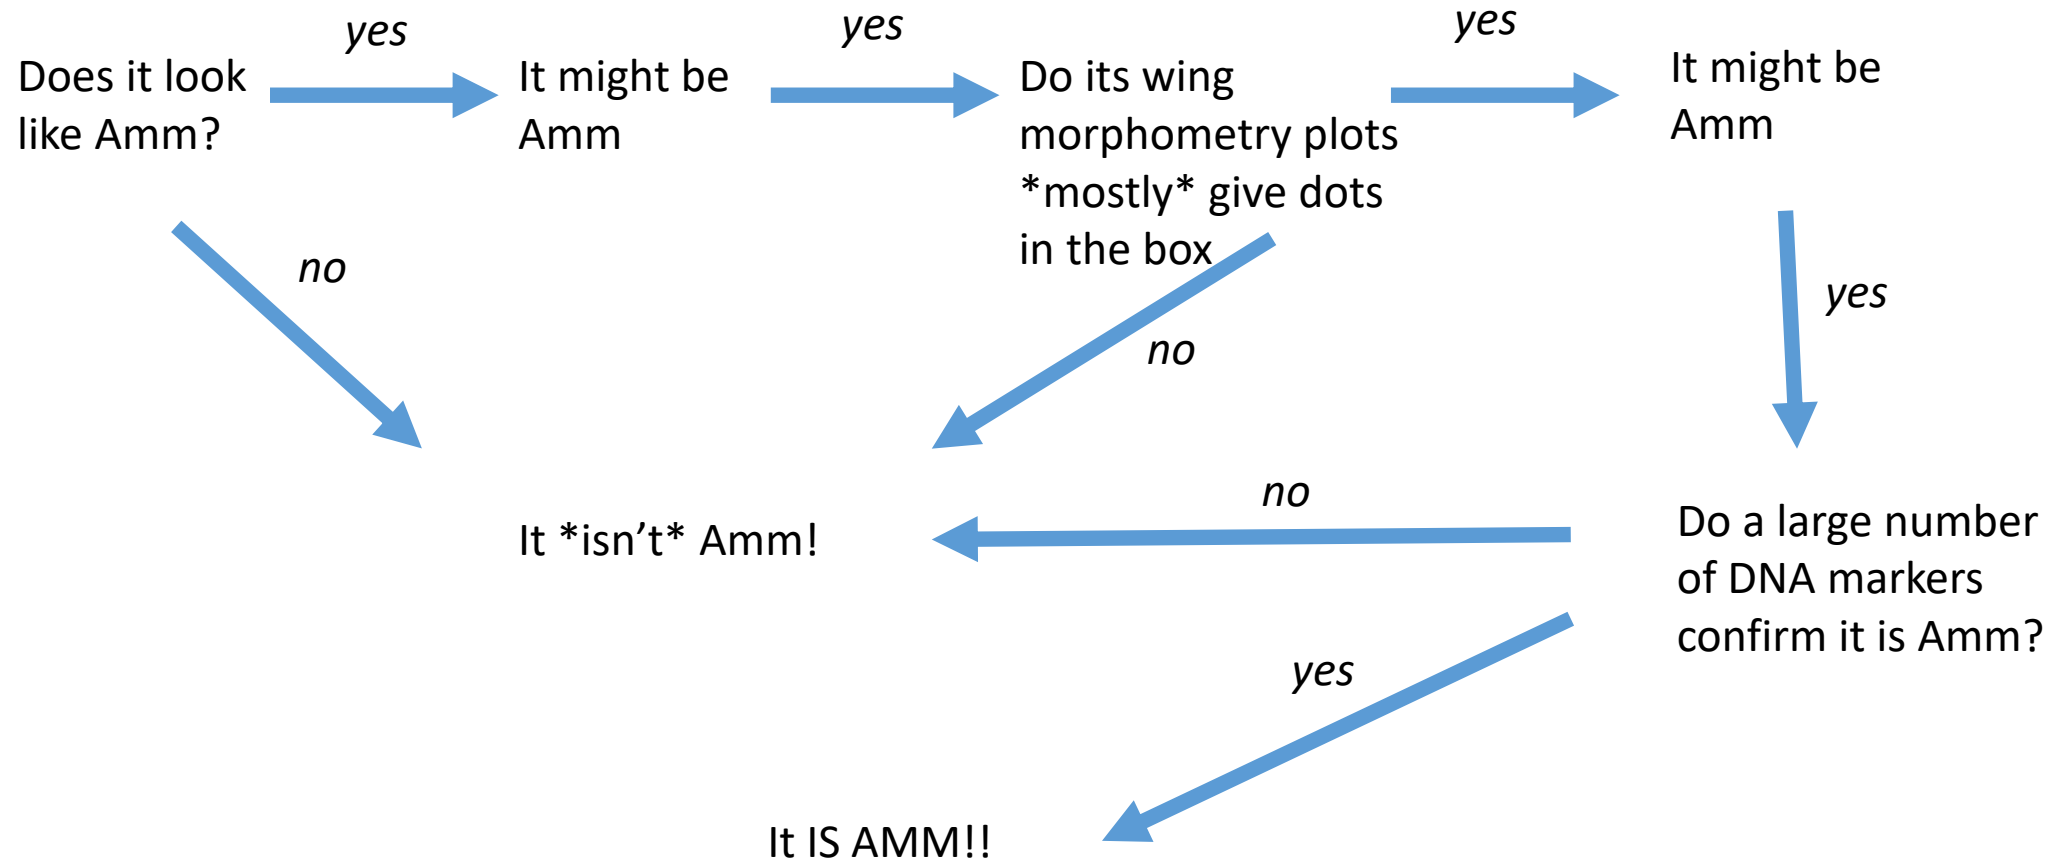 yes
yes
yes
Does it look
like Amm?
It might be
Amm
Do its wing
morphometry plots
*mostly* give dots
in the box
It might be
Amm
no
no
yes
It *isn't* Amm!
no
Do a large number
of DNA markers
confirm it is Amm?
yes
It IS AMM!!